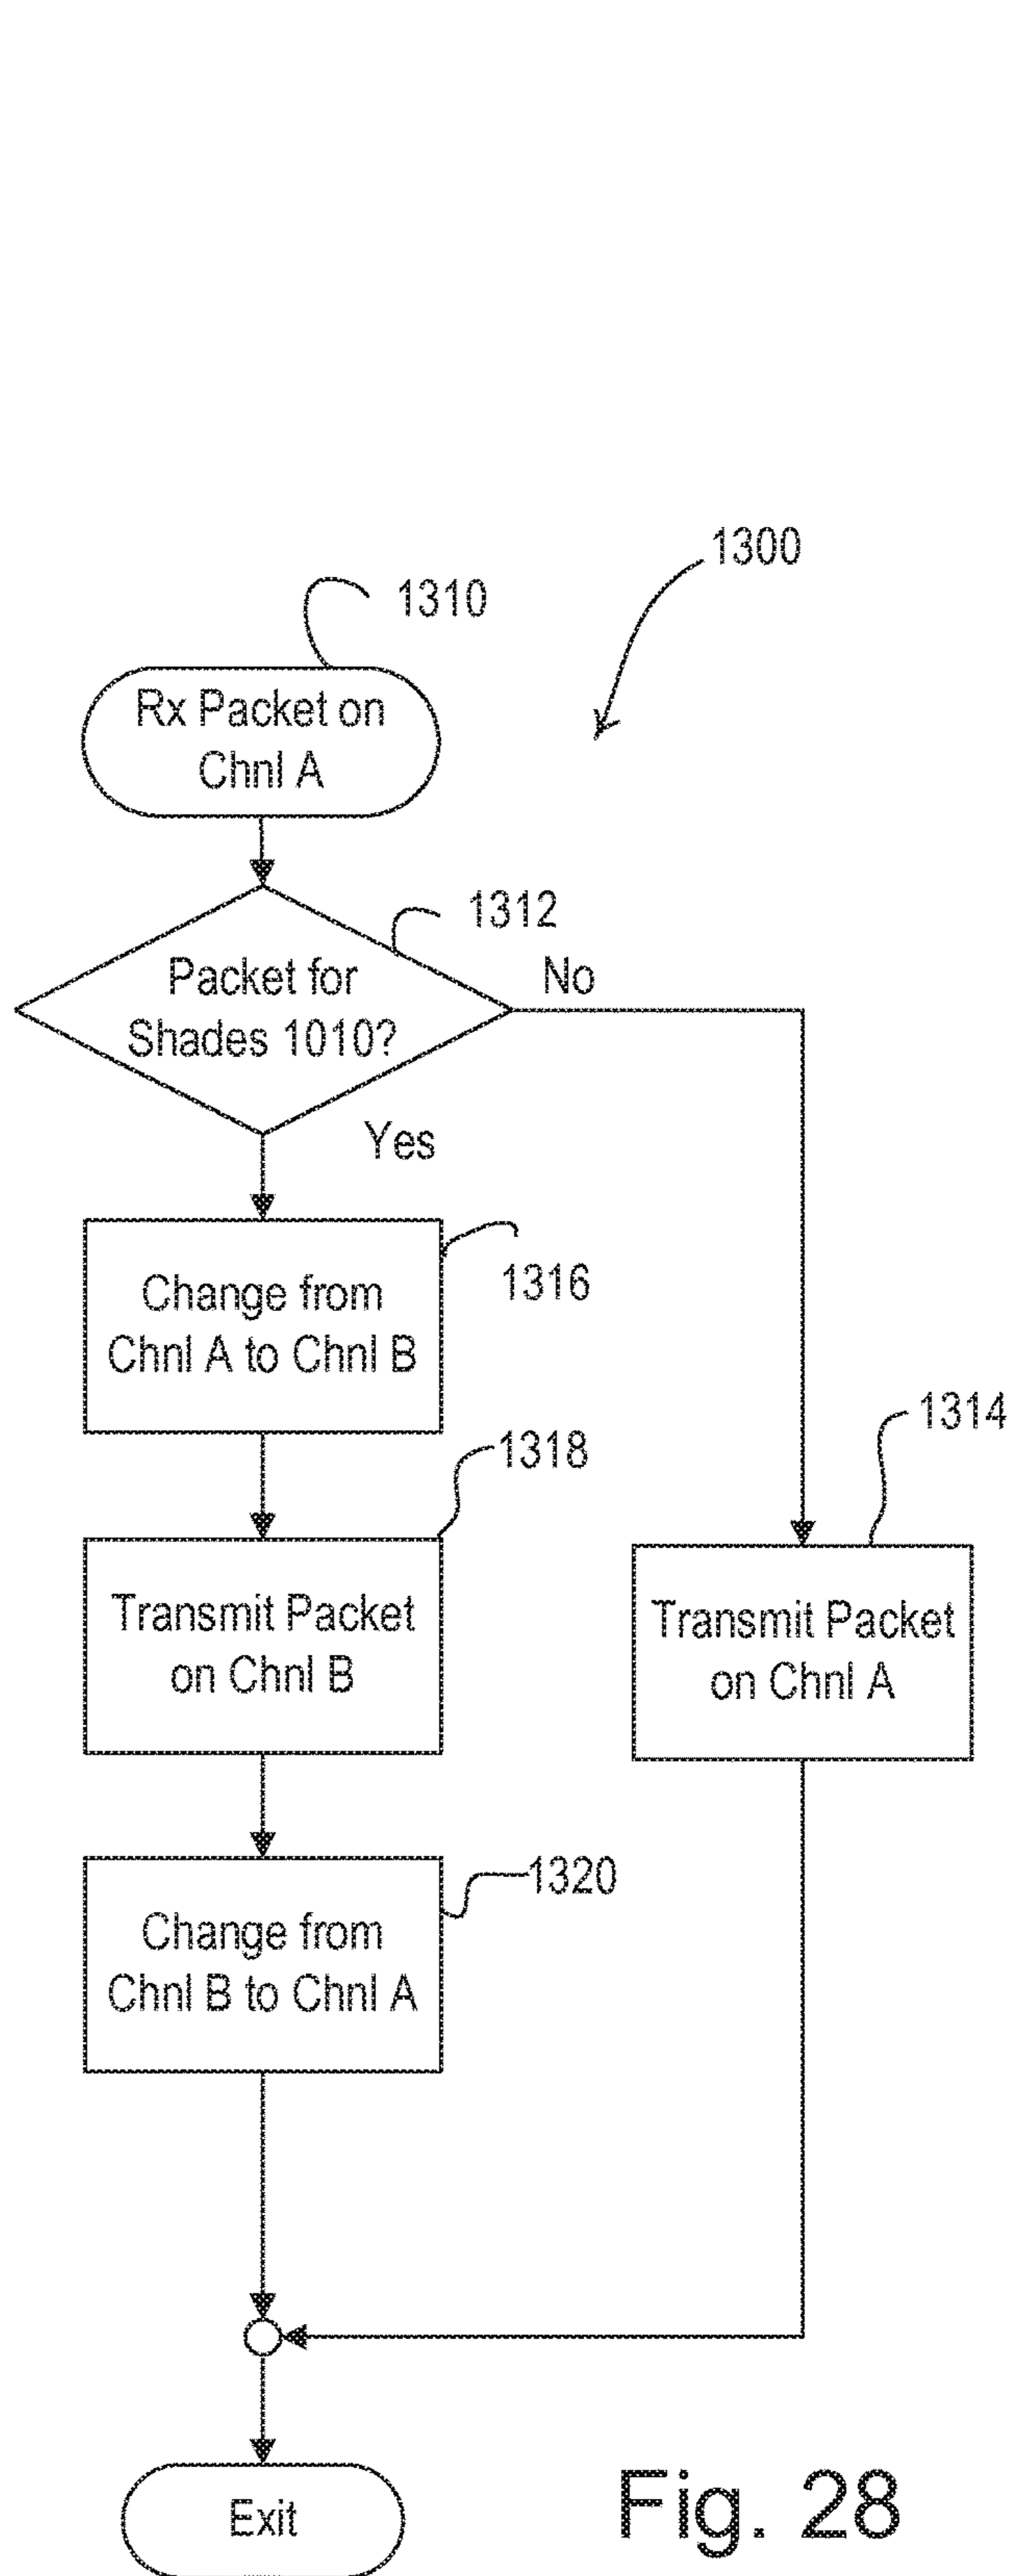 1300
1310
Rx Packet on
Chnl A
1312
Packet for
Shades 1010?
No
Yes
1316
Change from
Chnl A to Chnl B
1314
1318
Transmit Packet
on Chnl B
Transmit Packet
on Chnl A
1320
Change from
Chnl B to Chnl A
Exit
Fig. 28